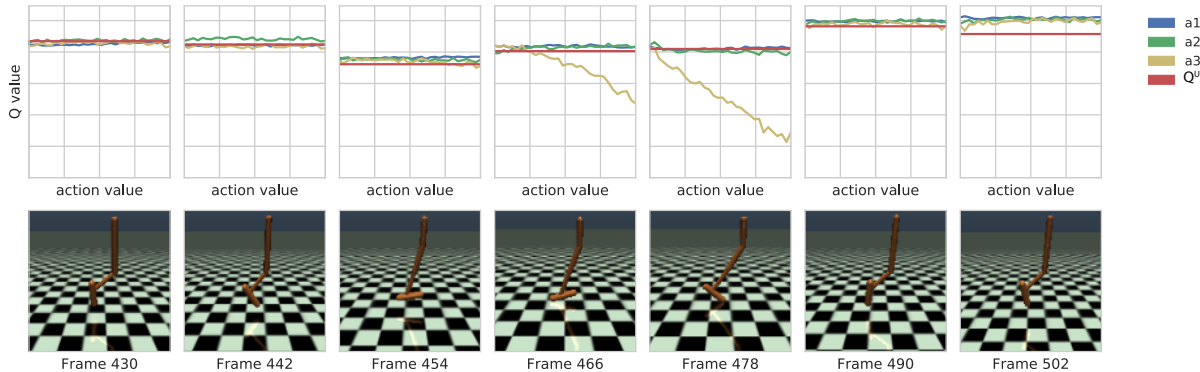 Q value
action value
action value
action value
action value
action value
action value
action value
a1
a2
a3
Qᵁ
Frame 430
Frame 442
Frame 454
Frame 466
Frame 478
Frame 490
Frame 502